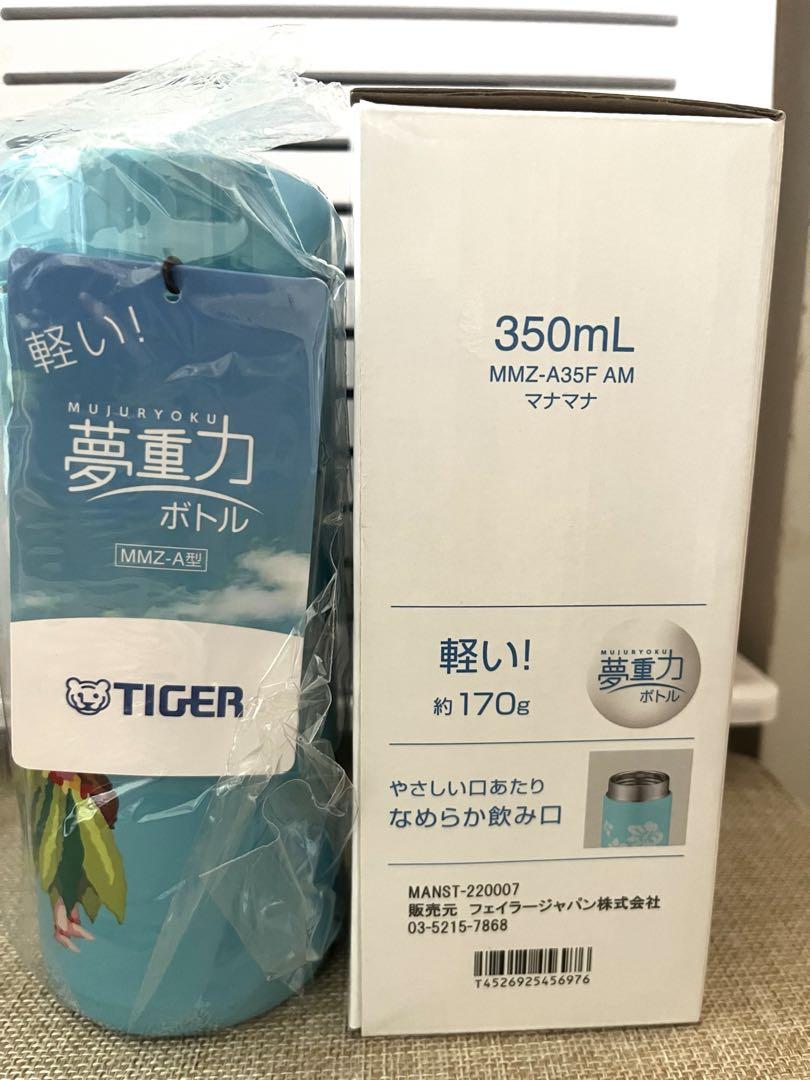 軽い!
MUJURYOKU
夢重力
ボトル
MMZ-A型
TIGER
350mL
MMZ-A35F AM
マナマナ
軽い!
約170g
MUJURYOKU
夢重力
ボトル
やさしい口あたり
なめらか飲み口
MANST-220007
販売元 フェイラージャパン株式会社
03-5215-7868
T4526925456976